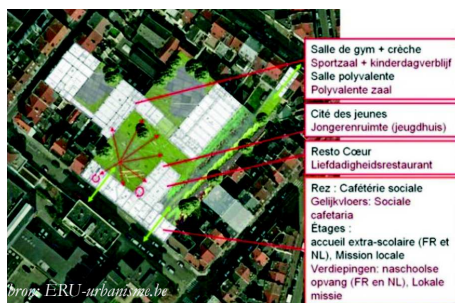 Salle de gym + crèche
Sportzaal + kinderdagverblijf
Salle polyvalente
Polyvalente zaal
Cité des jeunes
Jongerenruimte (jeugdhuis)
Resto Cœur
Liefdadigheidsrestaurant
Rez : Cafétérie sociale
Gelijkvloers: Sociale
cafetaria
Étages :
accueil extra-scolaire (FR et
NL), Mission locale
Verdiepingen: naschoolse
opvang (FR en NL), Lokale
missie
bron: ERU-urbanisme.be